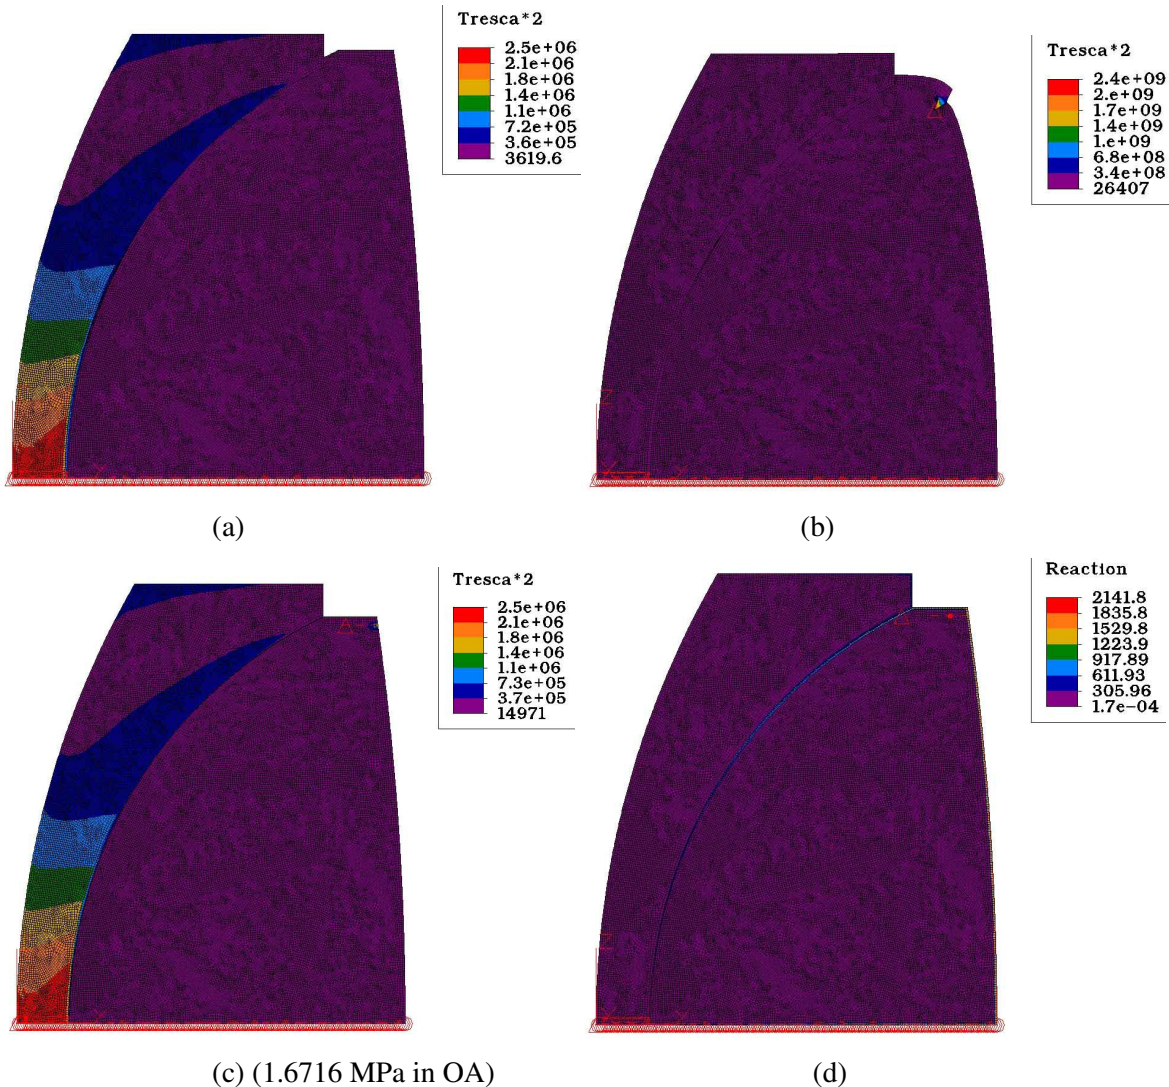 Tresca*2
2.5e+06
2.1e+06
1.8e+06
1.4e+06
1.1e+06
7.2e+05
3.6e+05
3619.6
(a)
Tresca*2
2.4e+09
2.e+09
1.7e+09
1.4e+09
1.e+09
6.8e+08
3.4e+08
26407
Z
Y
(b)
Tresca*2
2.5e+06
2.1e+06
1.8e+06
1.4e+06
1.1e+06
7.3e+05
3.7e+05
14971
(c) (1.6716 MPa in OA)
Reaction
2141.8
1835.8
1529.8
1223.9
917.89
611.93
305.96
1.7e-04
Z
(d)